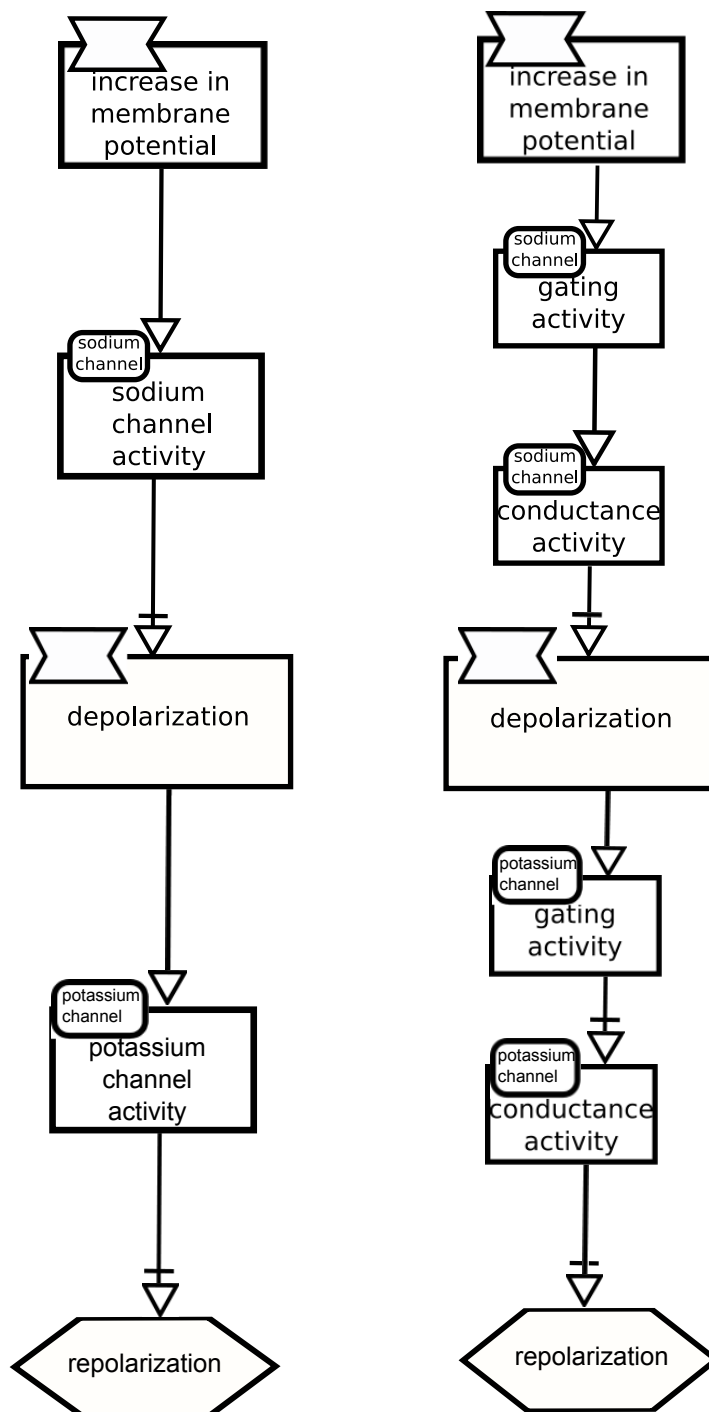 increase in
membrane
potential
sodium
channel
sodium
channel
activity
depolarization
potassium
channel
potassium
channel
activity
repolarization
increase in
membrane
potential
sodium
channel
gating
activity
sodium
channel
conductance
activity
depolarization
potassium
channel
gating
activity
potassium
channel
conductance
activity
repolarization